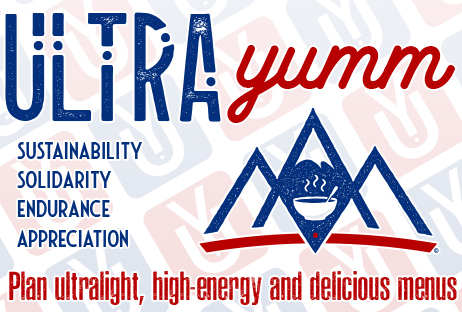 ULTRA yumm
SUSTAINABILITY
SOLIDARITY
ENDURANCE
APPRECIATION
©
Plan ultralight, high-energy and delicious menus